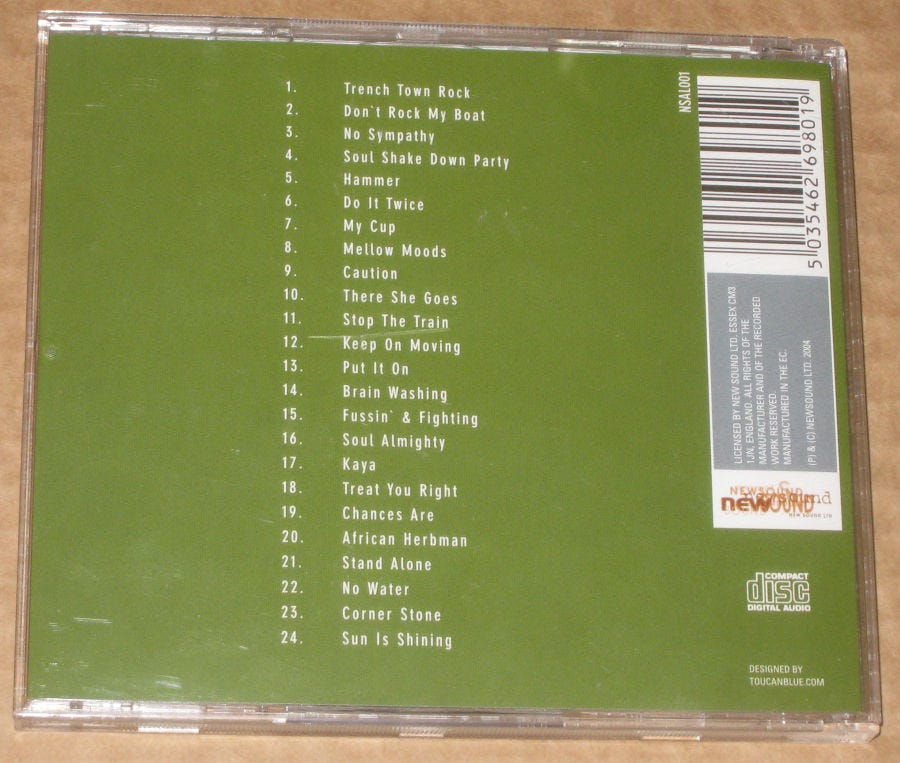 1. Trench Town Rock
2. Don`t Rock My Boat
3. No Sympathy
4. Soul Shake Down Party
5. Hammer
6. Do It Twice
7. My Cup
8. Mellow Moods
9. Caution
10. There She Goes
11. Stop The Train
12. Keep On Moving
13. Put It On
14. Brain Washing
15. Fussin` & Fighting
16. Soul Almighty
17. Kaya
18. Treat You Right
19. Chances Are
20. African Herbman
21. Stand Alone
22. No Water
23. Corner Stone
24. Sun Is Shining
NSAL001
5 035462 698019
LICENSED BY NEW SOUND LTD, ESSEX CM3
1JN, ENGLAND. ALL RIGHTS OF THE
MANUFACTURER AND OF THE RECORDED
WORK RESERVED.
MANUFACTURED IN THE EC.
(P) & (C) NEWSOUND LTD. 2004
NEWSOUND
newSOUND
NEW SOUND LTD
COMPACT
disc
DIGITAL AUDIO
DESIGNED BY
TOUCANBLUE.COM